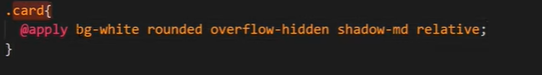 .card{
  @apply bg-white rounded overflow-hidden shadow-md relative;
}